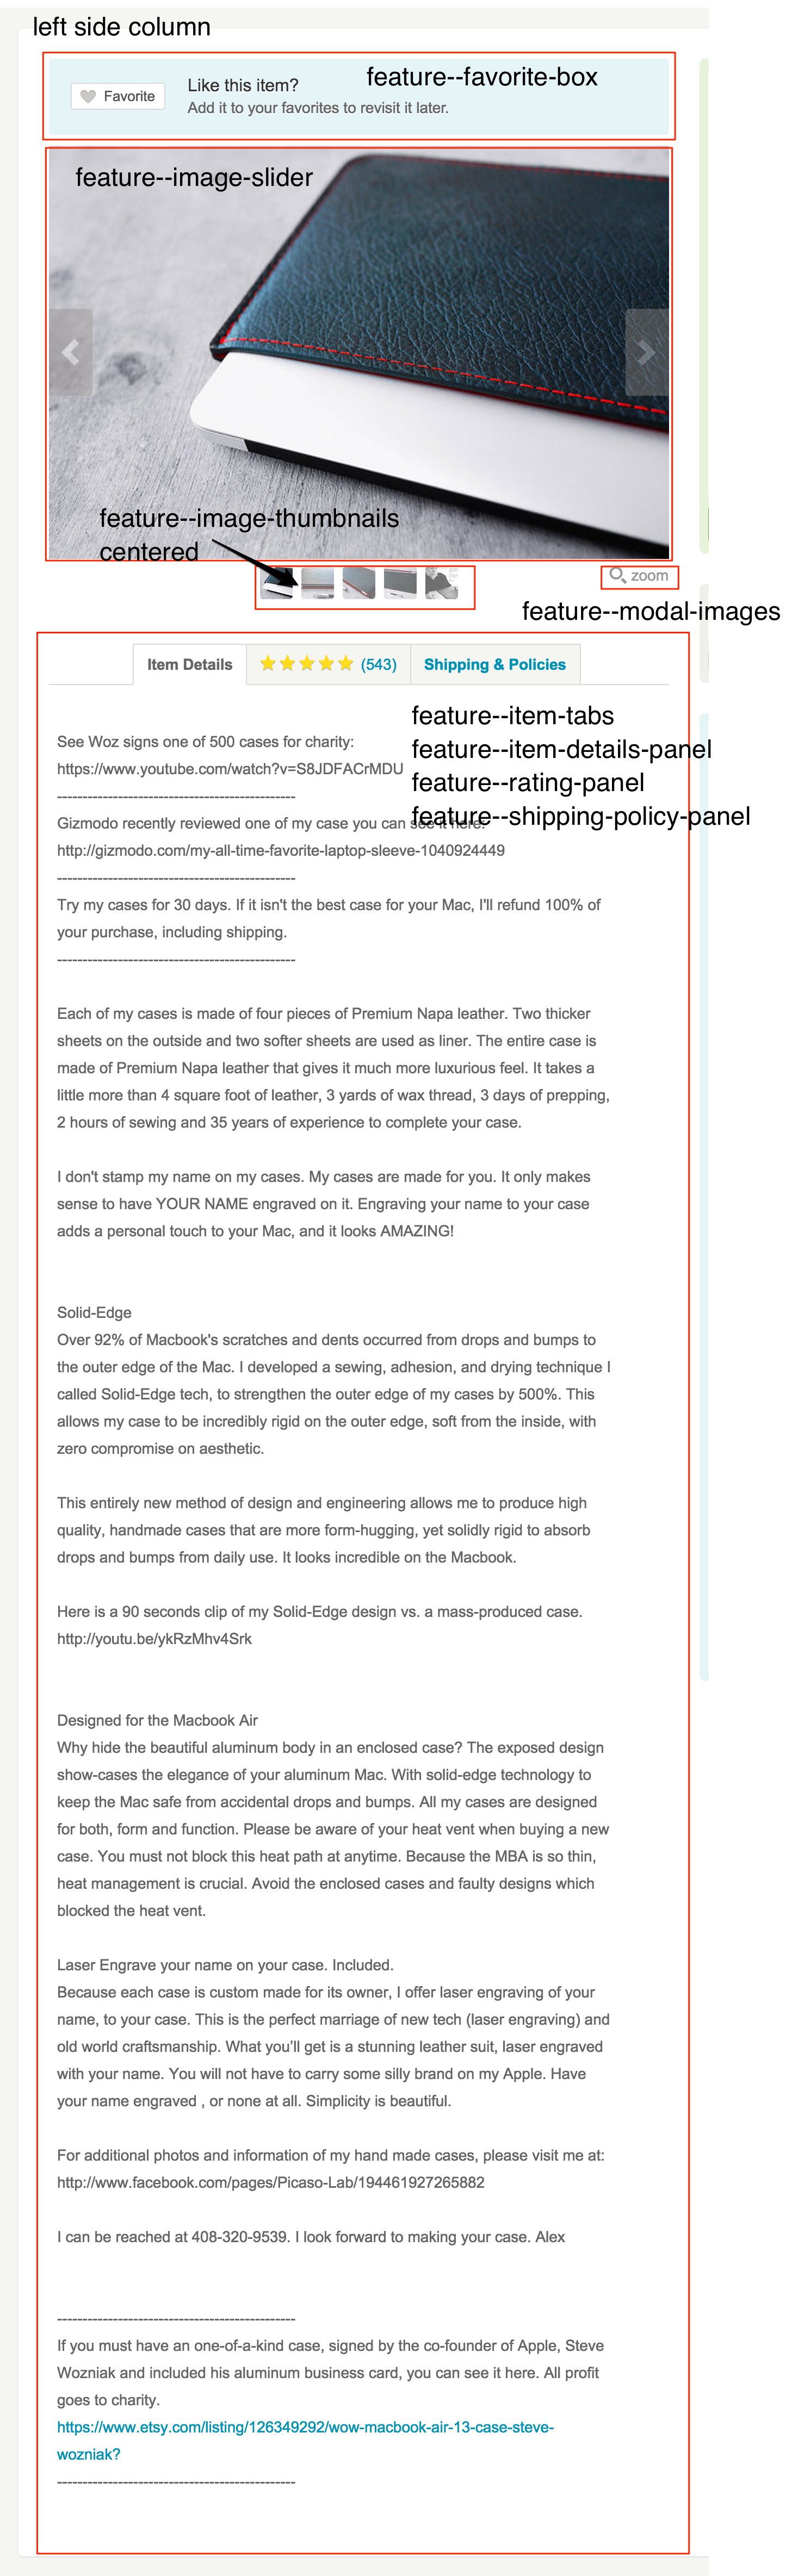 left side column
feature--favorite-box
Favorite
Like this item?
Add it to your favorites to revisit it later.
feature--image-slider
feature--image-thumbnails
centered
zoom
feature--modal-images
Item Details
(543)
Shipping & Policies
feature--item-tabs
feature--item-details-panel
feature--rating-panel
feature--shipping-policy-panel
See Woz signs one of 500 cases for charity:
https://www.youtube.com/watch?v=S8JDFACrMDU
-----------------------------------------------
Gizmodo recently reviewed one of my case you can see it here:
http://gizmodo.com/my-all-time-favorite-laptop-sleeve-1040924449
-----------------------------------------------
Try my cases for 30 days. If it isn't the best case for your Mac, I'll refund 100% of
your purchase, including shipping.
-----------------------------------------------
Each of my cases is made of four pieces of Premium Napa leather. Two thicker
sheets on the outside and two softer sheets are used as liner. The entire case is
made of Premium Napa leather that gives it much more luxurious feel. It takes a
little more than 4 square foot of leather, 3 yards of wax thread, 3 days of prepping,
2 hours of sewing and 35 years of experience to complete your case.
I don't stamp my name on my cases. My cases are made for you. It only makes
sense to have YOUR NAME engraved on it. Engraving your name to your case
adds a personal touch to your Mac, and it looks AMAZING!
Solid-Edge
Over 92% of Macbook's scratches and dents occurred from drops and bumps to
the outer edge of the Mac. I developed a sewing, adhesion, and drying technique I
called Solid-Edge tech, to strengthen the outer edge of my cases by 500%. This
allows my case to be incredibly rigid on the outer edge, soft from the inside, with
zero compromise on aesthetic.
This entirely new method of design and engineering allows me to produce high
quality, handmade cases that are more form-hugging, yet solidly rigid to absorb
drops and bumps from daily use. It looks incredible on the Macbook.
Here is a 90 seconds clip of my Solid-Edge design vs. a mass-produced case.
http://youtu.be/ykRzMhv4Srk
Designed for the Macbook Air
Why hide the beautiful aluminum body in an enclosed case? The exposed design
show-cases the elegance of your aluminum Mac. With solid-edge technology to
keep the Mac safe from accidental drops and bumps. All my cases are designed
for both, form and function. Please be aware of your heat vent when buying a new
case. You must not block this heat path at anytime. Because the MBA is so thin,
heat management is crucial. Avoid the enclosed cases and faulty designs which
blocked the heat vent.
Laser Engrave your name on your case. Included.
Because each case is custom made for its owner, I offer laser engraving of your
name, to your case. This is the perfect marriage of new tech (laser engraving) and
old world craftsmanship. What you'll get is a stunning leather suit, laser engraved
with your name. You will not have to carry some silly brand on my Apple. Have
your name engraved , or none at all. Simplicity is beautiful.
For additional photos and information of my hand made cases, please visit me at:
http://www.facebook.com/pages/Picaso-Lab/194461927265882
I can be reached at 408-320-9539. I look forward to making your case. Alex
-----------------------------------------------
If you must have an one-of-a-kind case, signed by the co-founder of Apple, Steve
Wozniak and included his aluminum business card, you can see it here. All profit
goes to charity.
https://www.etsy.com/listing/126349292/wow-macbook-air-13-case-steve-
wozniak?
-----------------------------------------------